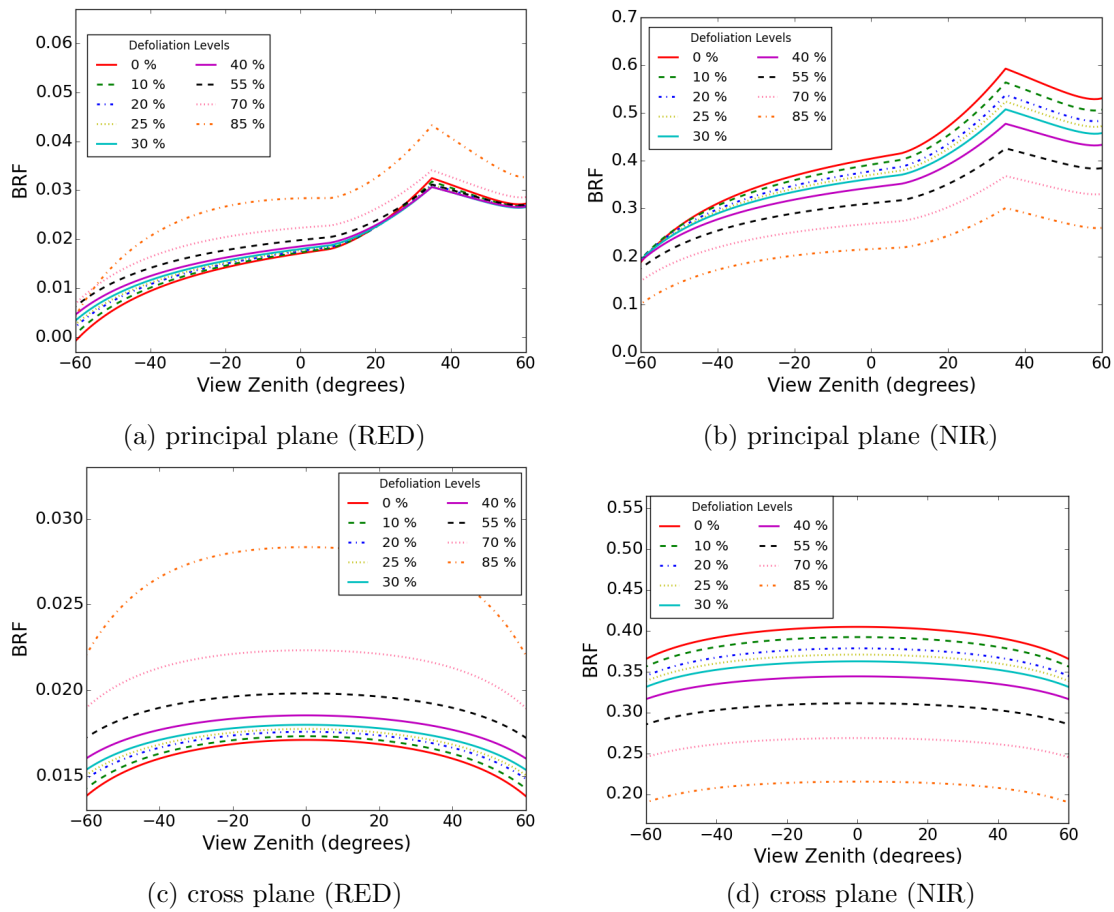 0.06
0.05
0.04
0.03
0.02
0.01
0.00
BRF
Defoliation Levels
0 % 40 %
10 % 55 %
20 % 70 %
25 % 85 %
30 %
−60 −40 −20 0 20 40 60
View Zenith (degrees)
(a) principal plane (RED)
0.7
0.6
0.5
0.4
0.3
0.2
0.1
0.0
BRF
Defoliation Levels
0 % 40 %
10 % 55 %
20 % 70 %
25 % 85 %
30 %
−60 −40 −20 0 20 40 60
View Zenith (degrees)
(b) principal plane (NIR)
0.030
0.025
0.020
0.015
BRF
Defoliation Levels
0 % 40 %
10 % 55 %
20 % 70 %
25 % 85 %
30 %
−60 −40 −20 0 20 40 60
View Zenith (degrees)
(c) cross plane (RED)
0.55
0.50
0.45
0.40
0.35
0.30
0.25
0.20
BRF
Defoliation Levels
0 % 40 %
10 % 55 %
20 % 70 %
25 % 85 %
30 %
−60 −40 −20 0 20 40 60
View Zenith (degrees)
(d) cross plane (NIR)